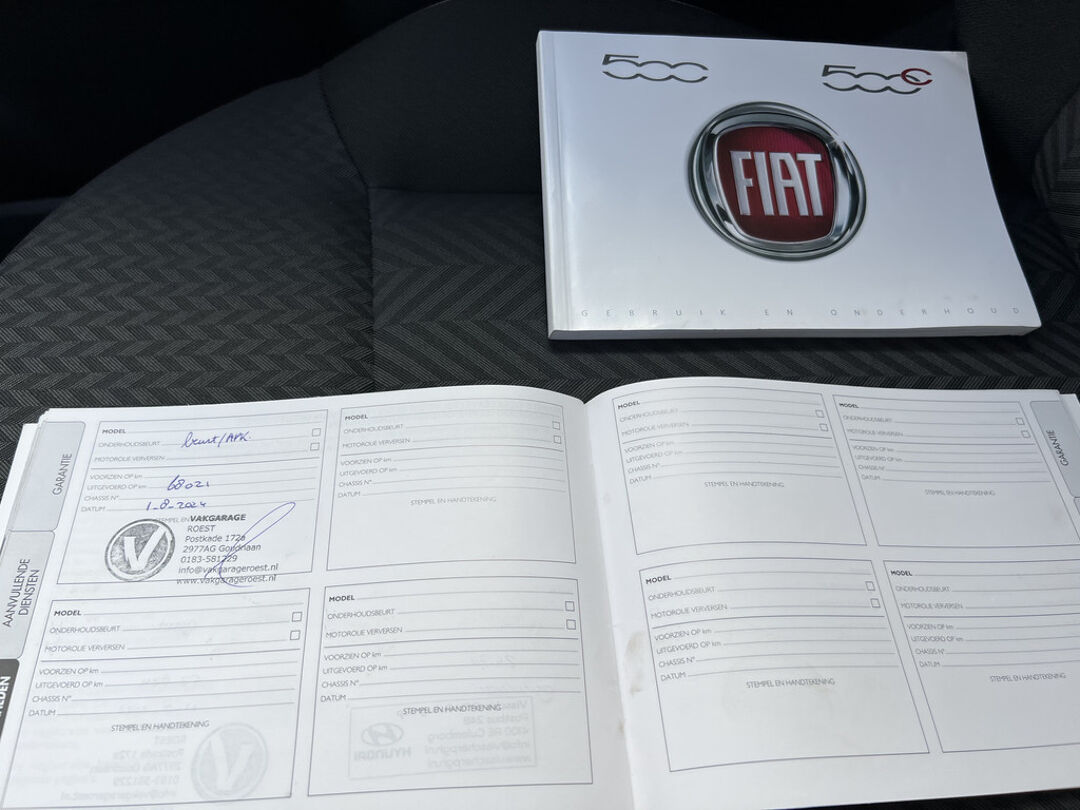 500
500C
FIAT
GEBRUIK EN ONDERHOUD
GARANTIE
AANVULLENDE
DIENSTEN
MODEL
ONDERHOUDSBEURT beurt/APK.
MOTOROLIE VERVERSEN
VOORZIEN OP km
UITGEVOERD OP km 68021
CHASSIS N°
DATUM 1-8-2024
STEMPEL EN
VAKGARAGE
ROEST
Postkade 172a
2977AG Goudriaan
0183-581229
info@vakgarageroest.nl
www.vakgarageroest.nl
V
MODEL
ONDERHOUDSBEURT
MOTOROLIE VERVERSEN
VOORZIEN OP km
UITGEVOERD OP km
CHASSIS N°
DATUM
STEMPEL EN HANDTEKENING
MODEL
ONDERHOUDSBEURT
MOTOROLIE VERVERSEN
VOORZIEN OP km
UITGEVOERD OP km
CHASSIS N°
DATUM
STEMPEL EN HANDTEKENING
MODEL
ONDERHOUDSBEURT
MOTOROLIE VERVERSEN
VOORZIEN OP km
UITGEVOERD OP km
CHASSIS N°
DATUM
STEMPEL EN HANDTEKENING
MODEL
ONDERHOUDSBEURT
MOTOROLIE VERVERSEN
VOORZIEN OP km
UITGEVOERD OP km
CHASSIS N°
DATUM
STEMPEL EN HANDTEKENING
MODEL
ONDERHOUDSBEURT
MOTOROLIE VERVERSEN
VOORZIEN OP km
UITGEVOERD OP km
CHASSIS N°
DATUM
STEMPEL EN HANDTEKENING
MODEL
ONDERHOUDSBEURT
MOTOROLIE VERVERSEN
VOORZIEN OP km
UITGEVOERD OP km
CHASSIS N°
DATUM
STEMPEL EN HANDTEKENING
MODEL
ONDERHOUDSBEURT
MOTOROLIE VERVERSEN
VOORZIEN OP km
UITGEVOERD OP km
CHASSIS N°
DATUM
STEMPEL EN HANDTEKENING
GARANTIE